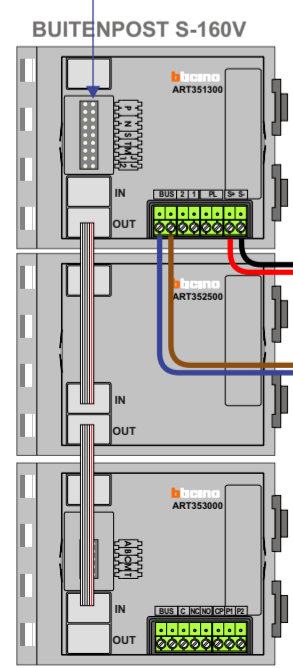 BUITENPOST S-160V
bticino
ART351300
P N S T M 1 2
IN
OUT
BUS 2 1 PL S+ S-
bticino
ART352500
IN
OUT
bticino
ART353000
A B C M T
IN
OUT
BUS C NC NO CP P1 P2